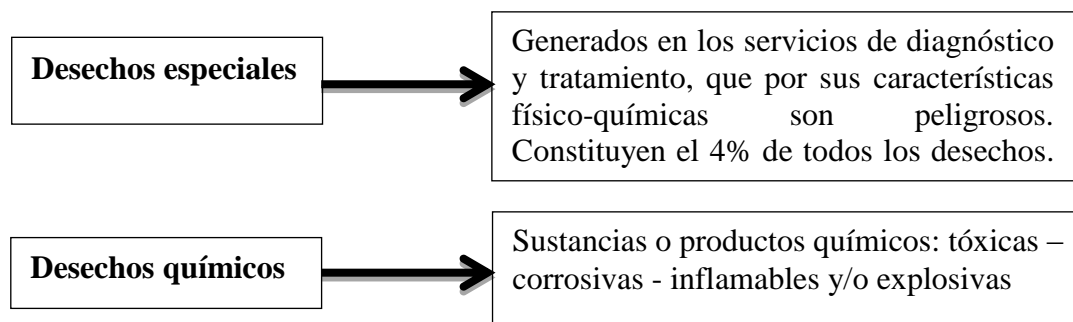 Desechos especiales
Generados en los servicios de diagnóstico
y tratamiento, que por sus características
físico-químicas son peligrosos.
Constituyen el 4% de todos los desechos.
Desechos químicos
Sustancias o productos químicos: tóxicas –
corrosivas - inflamables y/o explosivas